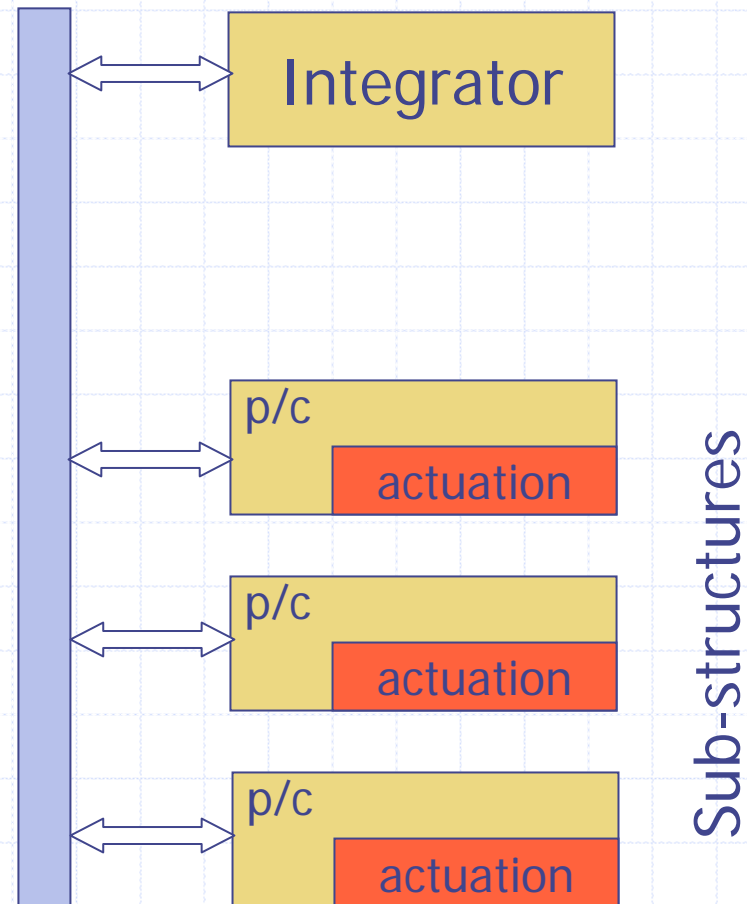 Integrator
p/c
actuation
p/c
actuation
p/c
actuation
Sub-structures